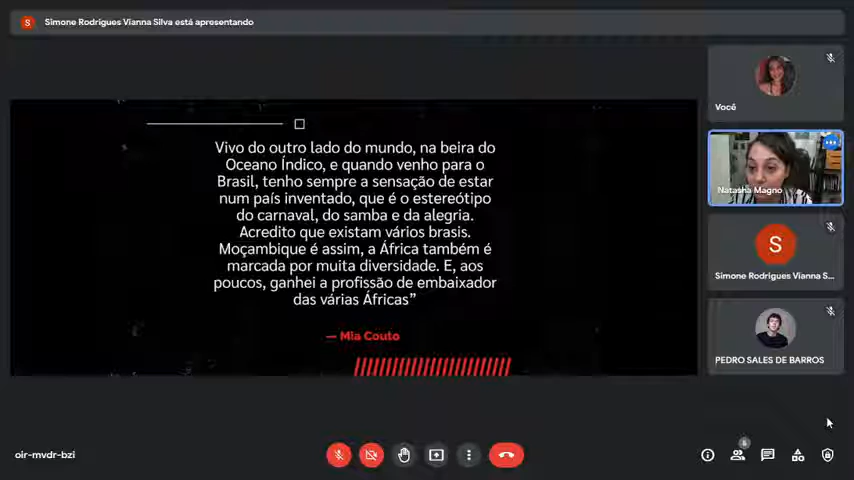 S
Simone Rodrigues Vianna Silva está apresentando
Vivo do outro lado do mundo, na beira do
Oceano Índico, e quando venho para o
Brasil, tenho sempre a sensação de estar
num país inventado, que é o estereótipo
do carnaval, do samba e da alegria.
Acredito que existam vários brasis.
Moçambique é assim, a África também é
marcada por muita diversidade. E, aos
poucos, ganhei a profissão de embaixador
das várias Áfricas”
— Mia Couto
Você
Natasha Magno
S
Simone Rodrigues Vianna S...
PEDRO SALES DE BARROS
oir-mvdr-bzi